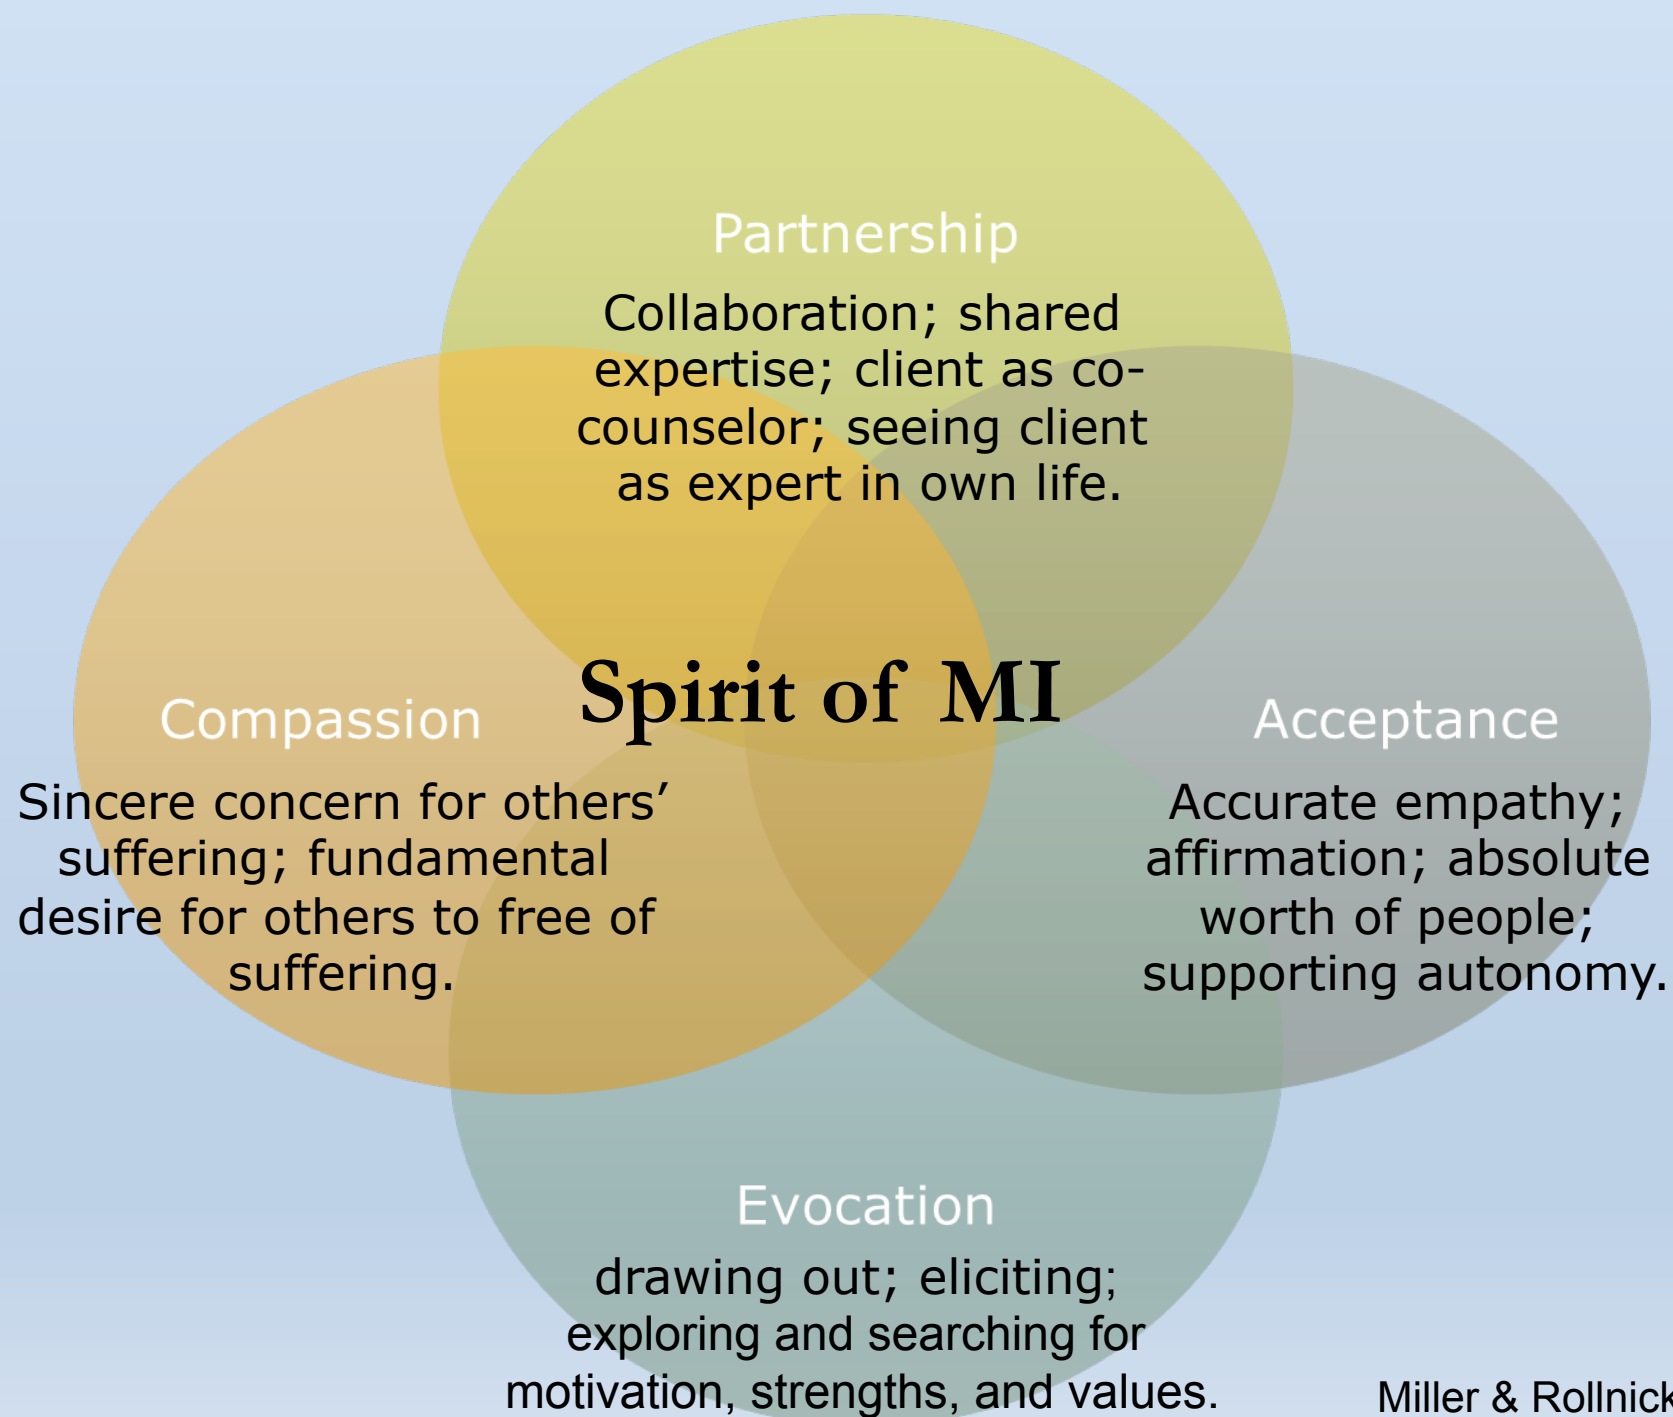 Partnership
Collaboration; shared
expertise; client as co-
counselor; seeing client
as expert in own life.
Spirit of MI
Compassion
Sincere concern for others’
suffering; fundamental
desire for others to free of
suffering.
Acceptance
Accurate empathy;
affirmation; absolute
worth of people;
supporting autonomy.
Evocation
drawing out; eliciting;
exploring and searching for
motivation, strengths, and values.
Miller & Rollnick